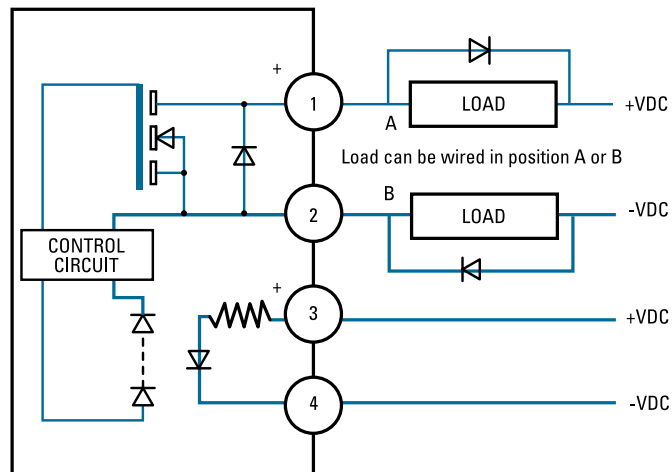 +
1
LOAD
+VDC
A
Load can be wired in position A or B
2
B
LOAD
-VDC
CONTROL
CIRCUIT
+
3
+VDC
4
-VDC